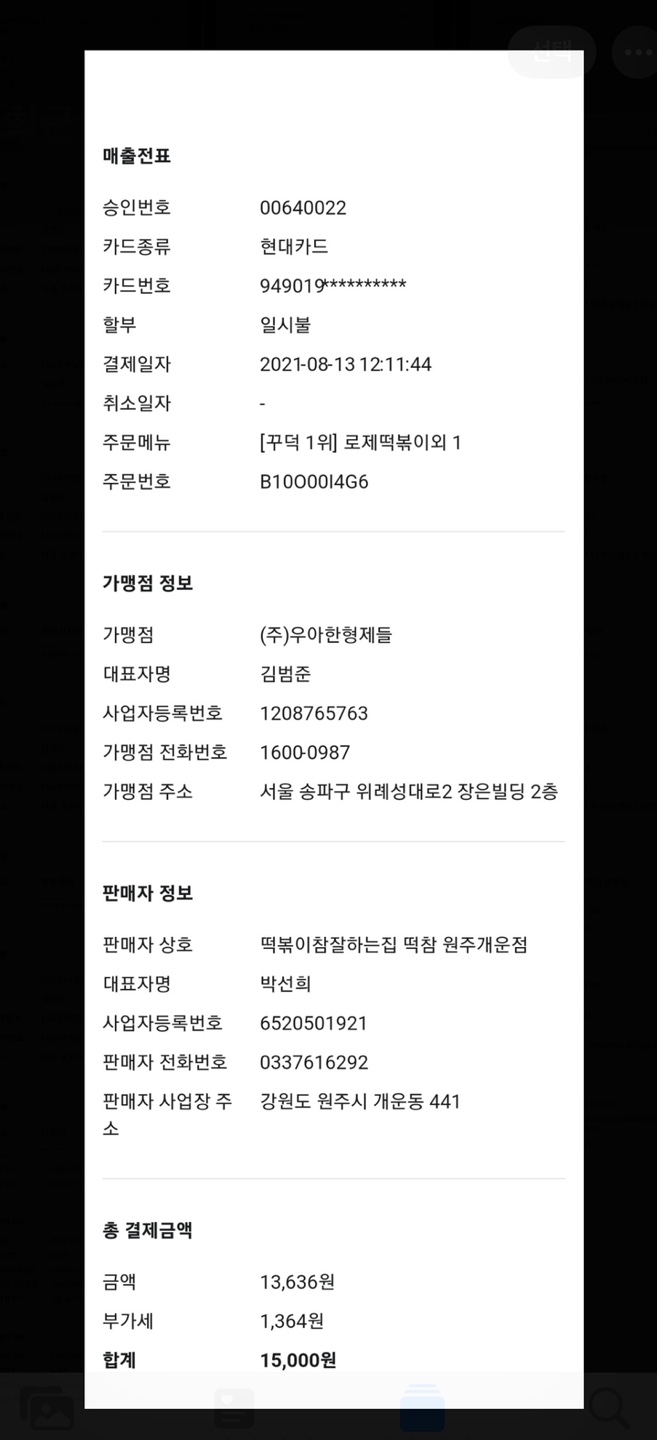 선택
매출전표
승인번호 00640022
카드종류 현대카드
카드번호 949019**********
할부 일시불
결제일자 2021-08-13 12:11:44
취소일자 -
주문메뉴 [꾸덕 1위] 로제떡볶이외 1
주문번호 B10O00I4G6
가맹점 정보
가맹점 (주)우아한형제들
대표자명 김범준
사업자등록번호 1208765763
가맹점 전화번호 1600-0987
가맹점 주소 서울 송파구 위례성대로2 장은빌딩 2층
판매자 정보
판매자 상호 떡볶이참잘하는집 떡참 원주개운점
대표자명 박선희
사업자등록번호 6520501921
판매자 전화번호 0337616292
판매자 사업장 주 강원도 원주시 개운동 441
소
총 결제금액
금액 13,636원
부가세 1,364원
합계 15,000원